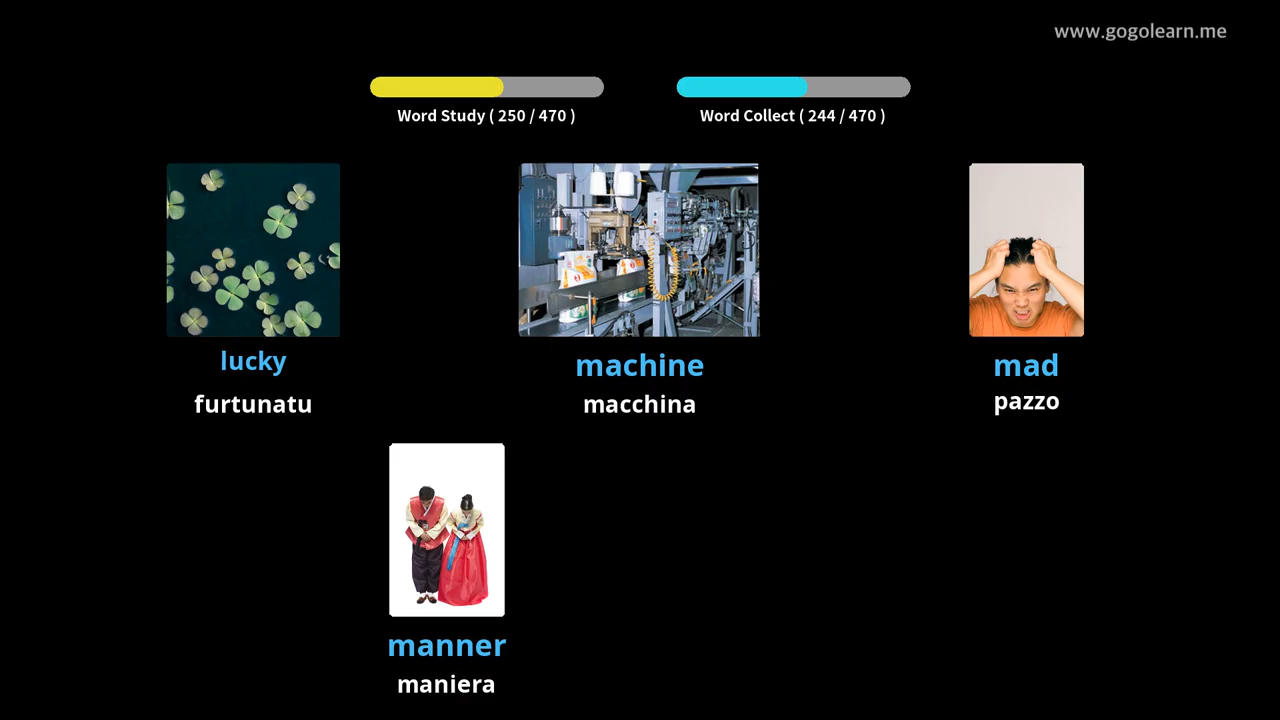 www.gogolearn.me
Word Study ( 250 / 470 )
Word Collect ( 244 / 470 )
lucky
furtunatu
machine
macchina
mad
pazzo
manner
maniera